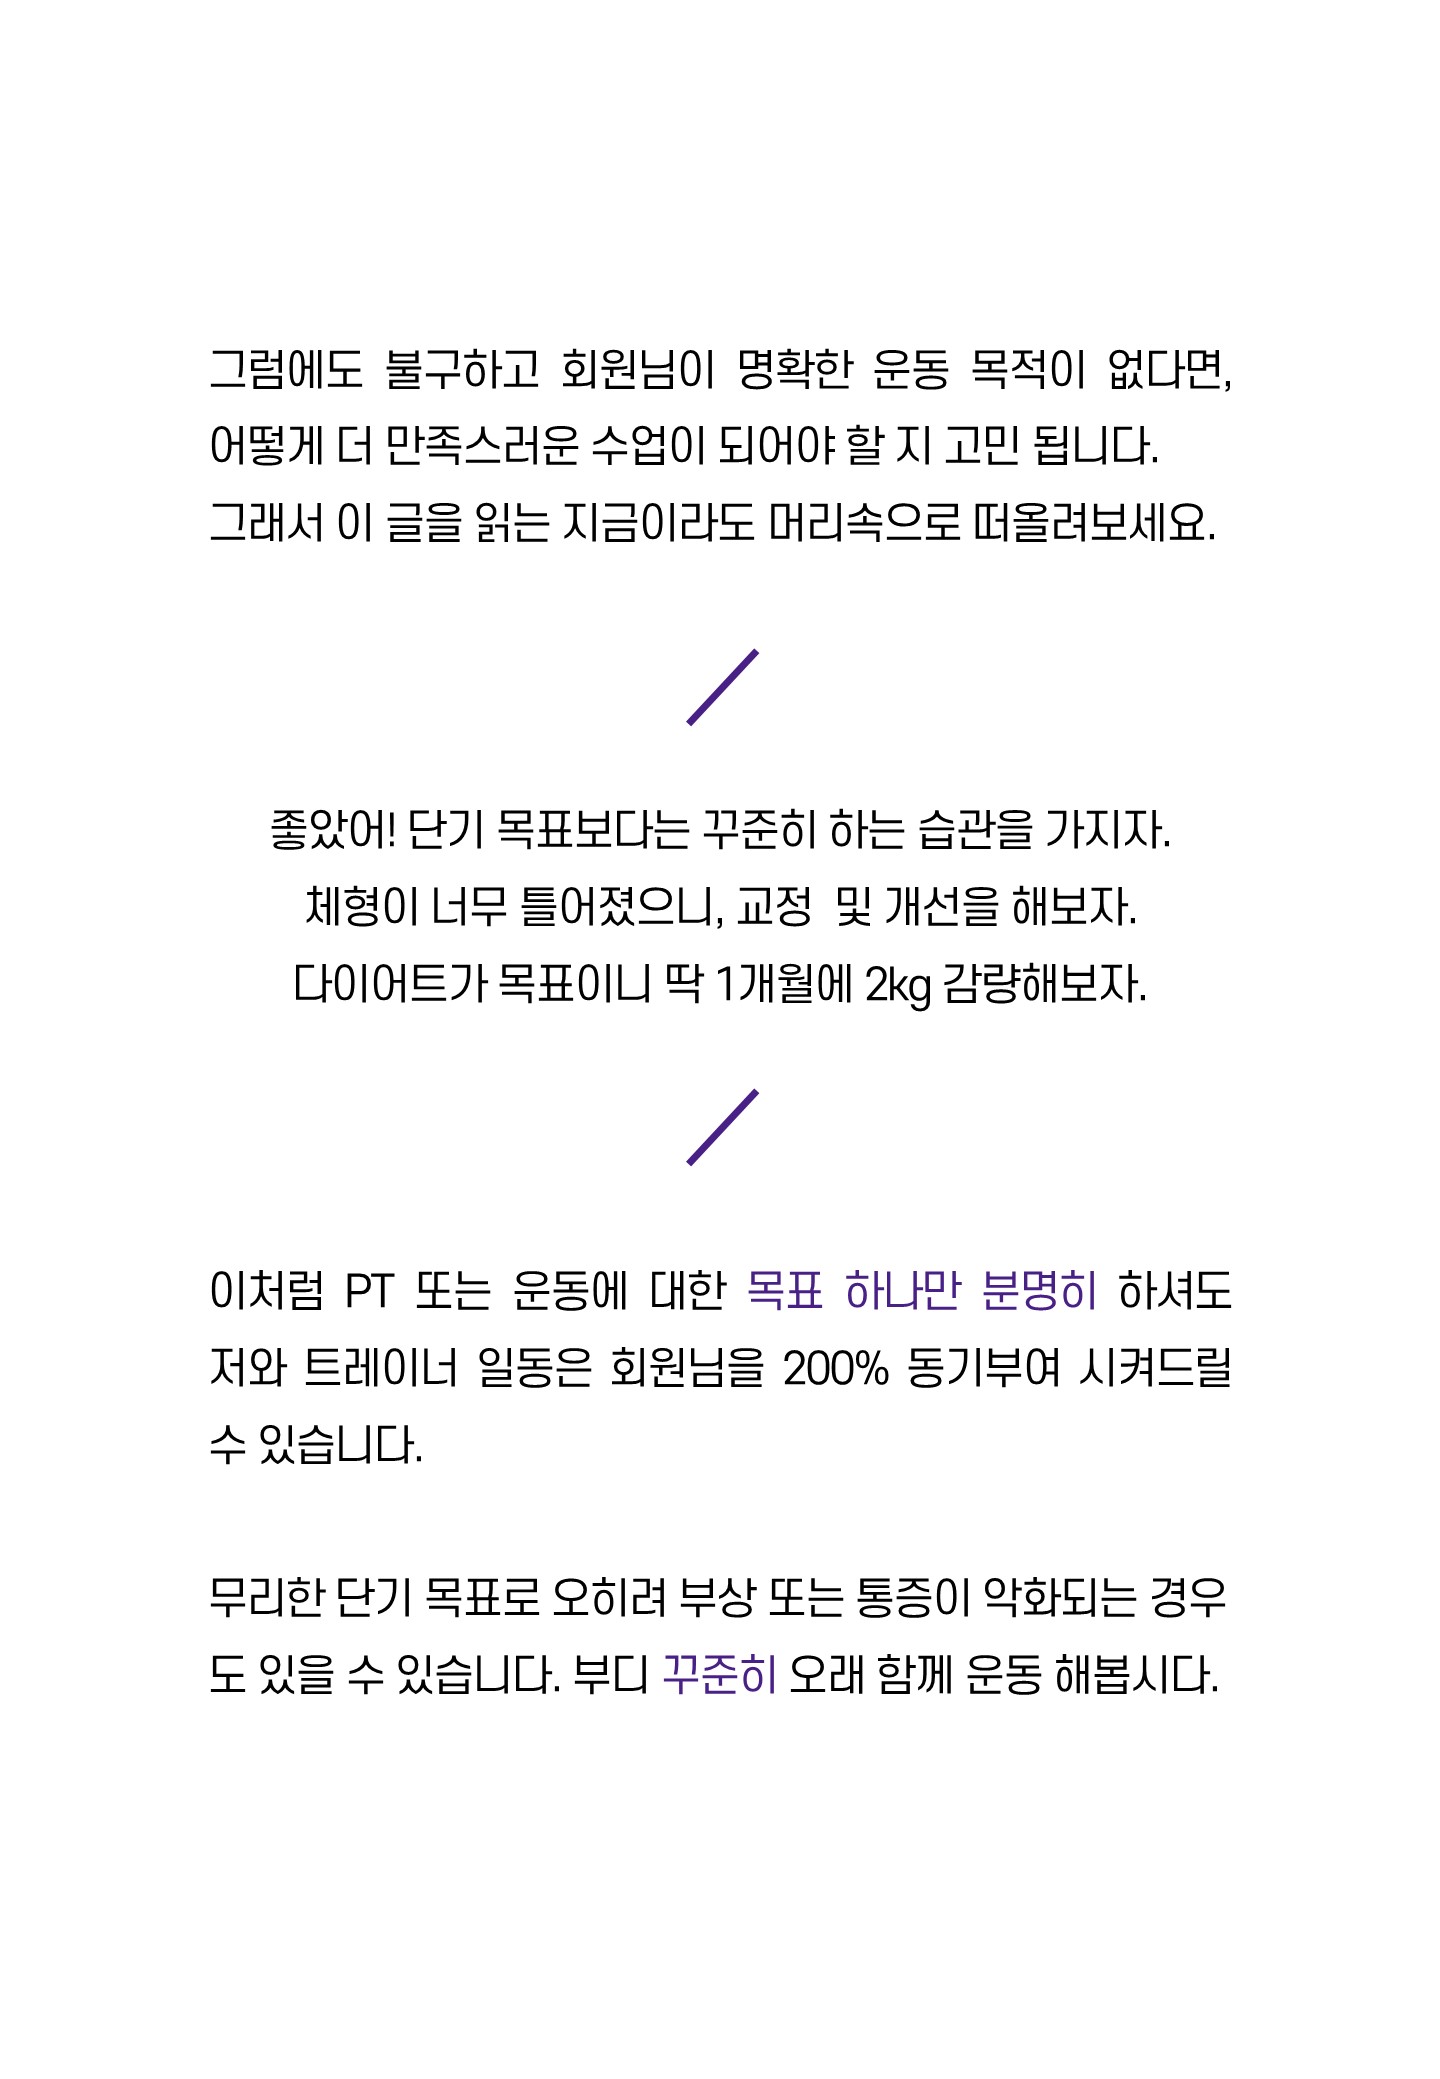 그럼에도 불구하고 회원님이 명확한 운동 목적이 없다면,
어떻게 더 만족스러운 수업이 되어야 할 지 고민 됩니다.
그래서 이 글을 읽는 지금이라도 머리속으로 떠올려보세요.
좋았어! 단기 목표보다는 꾸준히 하는 습관을 가지자.
체형이 너무 틀어졌으니, 교정 및 개선을 해보자.
다이어트가 목표이니 딱 1개월에 2kg 감량해보자.
이처럼 PT 또는 운동에 대한 목표 하나만 분명히 하셔도
저와 트레이너 일동은 회원님을 200% 동기부여 시켜드릴
수 있습니다.
무리한 단기 목표로 오히려 부상 또는 통증이 악화되는 경우
도 있을 수 있습니다. 부디 꾸준히 오래 함께 운동 해봅시다.